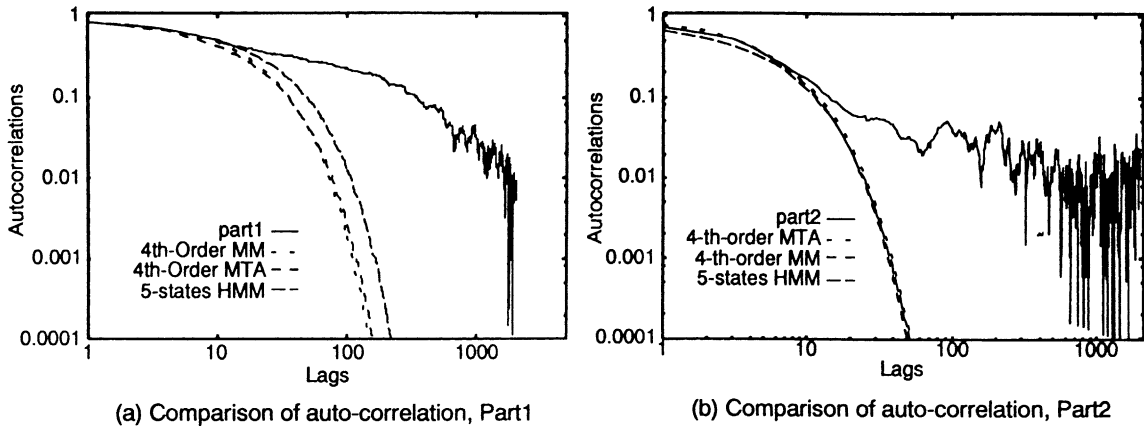 1
0.1
0.01
0.001
0.0001
Autocorrelations
part1
4th-Order MM
4th-Order MTA
5-states HMM
1 10 100 1000
Lags
(a) Comparison of auto-correlation, Part1
1
0.1
0.01
0.001
0.0001
Autocorrelations
part2
4-th-order MTA
4-th-order MM
5-states HMM
1 10 100 1000
Lags
(b) Comparison of auto-correlation, Part2